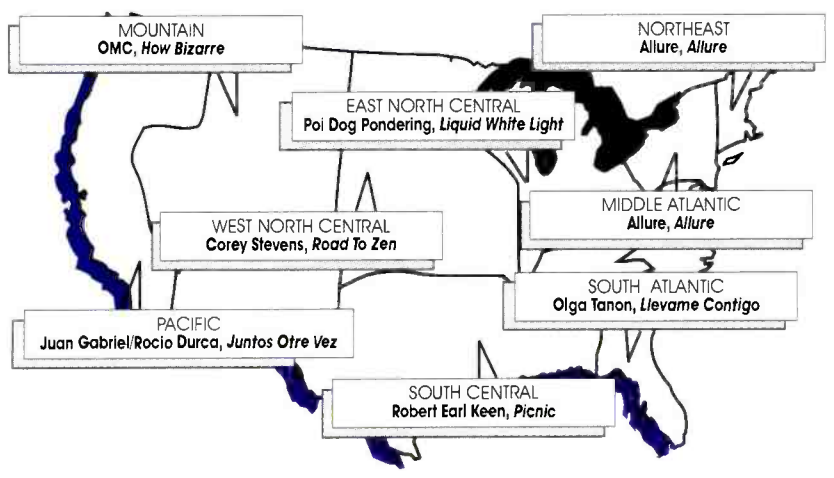 MOUNTAIN
OMC, How Bizarre
NORTHEAST
Allure, Allure
EAST NORTH CENTRAL
Poi Dog Pondering, Liquid White Light
MIDDLE ATLANTIC
Allure, Allure
WEST NORTH CENTRAL
Corey Stevens, Road To Zen
SOUTH ATLANTIC
Olga Tanon, Llevame Contigo
PACIFIC
Juan Gabriel/Rocio Durca, Juntos Otre Vez
SOUTH CENTRAL
Robert Earl Keen, Picnic